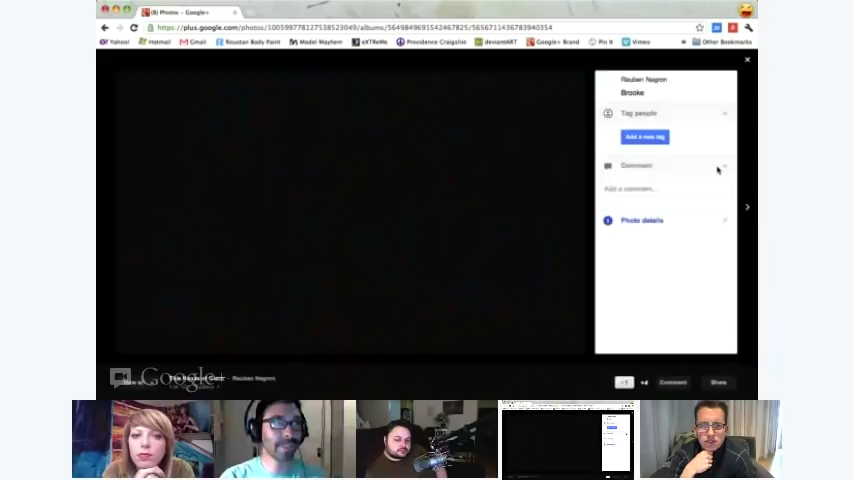 (8) Photos - Google+
https://plus.google.com/photos/100599778127538523049/albums/5649849691542467825/5656711436783940354
Yahoo! Hotmail Gmail Roustan Body Paint Model Mayhem eXTReMe Providence Craigslist deviantART Google+ Brand Pin It Vimeo Other Bookmarks
Reuben Negron
Brooke
Tag people
Add a new tag
Comment
Add a comment...
Photo details
Google+
Reuben Negron
+1
Comment
Share